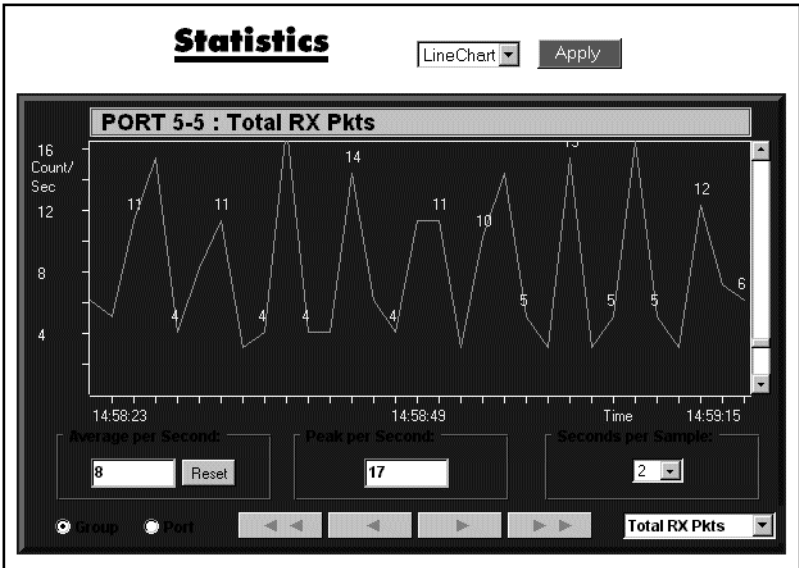 Statistics
LineChart Apply
PORT 5-5 : Total RX Pkts
16
Count/
Sec
12
8
4
11 4 11 4 4 14 4 11 10 5 5 5 12 6
14:58:23 14:58:49 Time 14:59:15
Average per Second: Peak per Second: Seconds per Sample:
8 Reset 17 2
Group Port Total RX Pkts